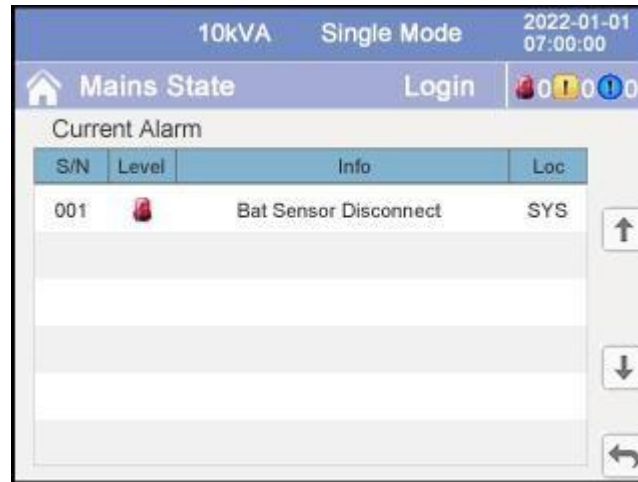 10kVA Single Mode 2022-01-01
07:00:00
Mains State Login 0 0 0
Current Alarm
S/N Level Info Loc
001 Bat Sensor Disconnect SYS